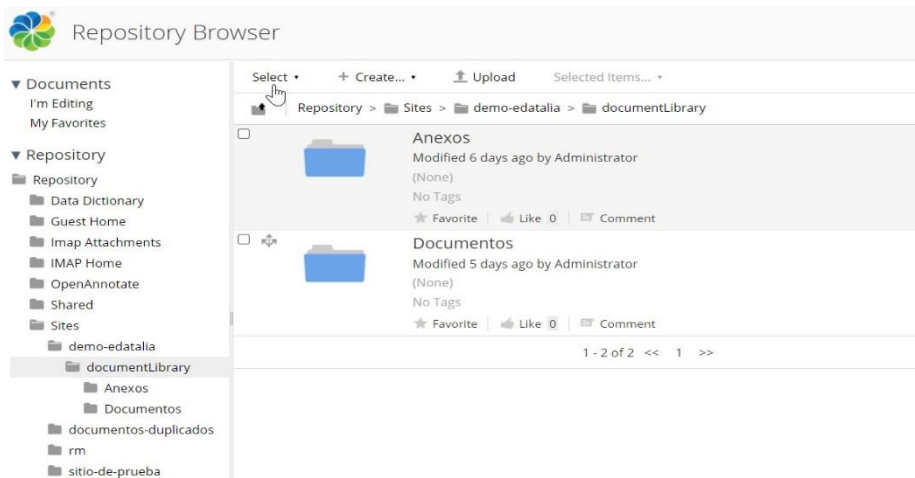 Repository Browser
Documents
I'm Editing
My Favorites
Repository
Repository
Data Dictionary
Guest Home
Imap Attachments
IMAP Home
OpenAnnotate
Shared
Sites
demo-edatalia
documentLibrary
Anexos
Documentos
documentos-duplicados
rm
sitio-de-prueba
Select + Create... Upload Selected Items...
Repository > Sites > demo-edatalia > documentLibrary
Anexos
Modified 6 days ago by Administrator
(None)
No Tags
Favorite Like 0 Comment
Documentos
Modified 5 days ago by Administrator
(None)
No Tags
Favorite Like 0 Comment
1 - 2 of 2 << 1 >>